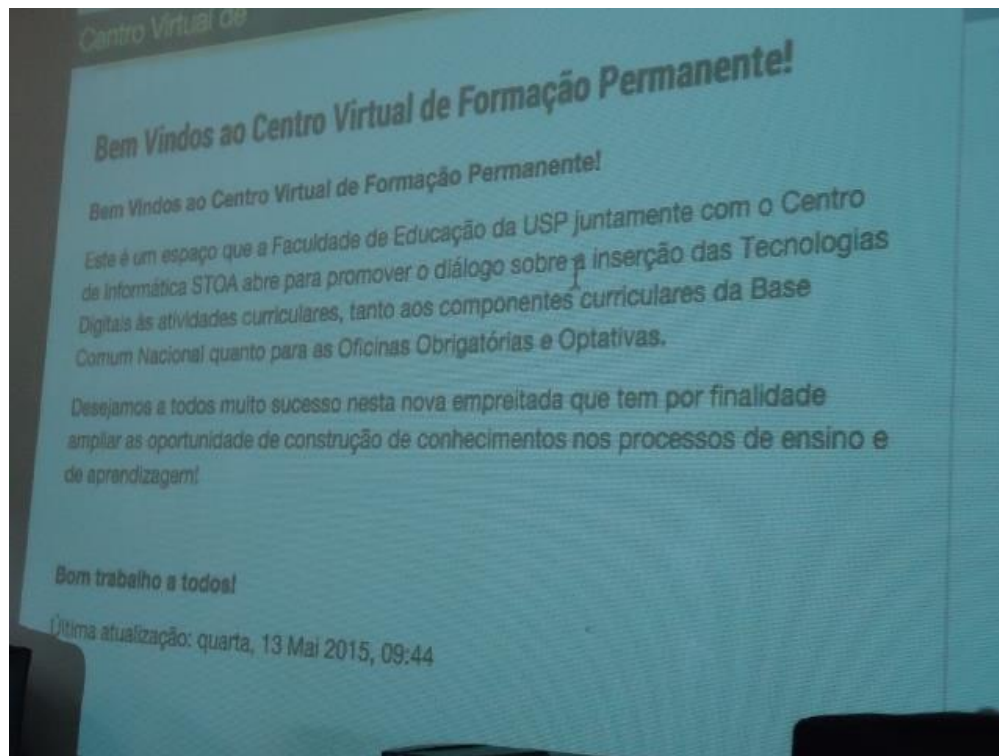 Centro Virtual de
Bem Vindos ao Centro Virtual de Formação Permanente!
Bem Vindos ao Centro Virtual de Formação Permanente!
Este é um espaço que a Faculdade de Educação da USP juntamente com o Centro
de Informática STOA abre para promover o diálogo sobre a inserção das Tecnologias
Digitais às atividades curriculares, tanto aos componentes curriculares da Base
Comum Nacional quanto para as Oficinas Obrigatórias e Optativas.
Desejamos a todos muito sucesso nesta nova empreitada que tem por finalidade
ampliar as oportunidade de construção de conhecimentos nos processos de ensino e
de aprendizagem!
Bom trabalho a todos!
Última atualização: quarta, 13 Mai 2015, 09:44